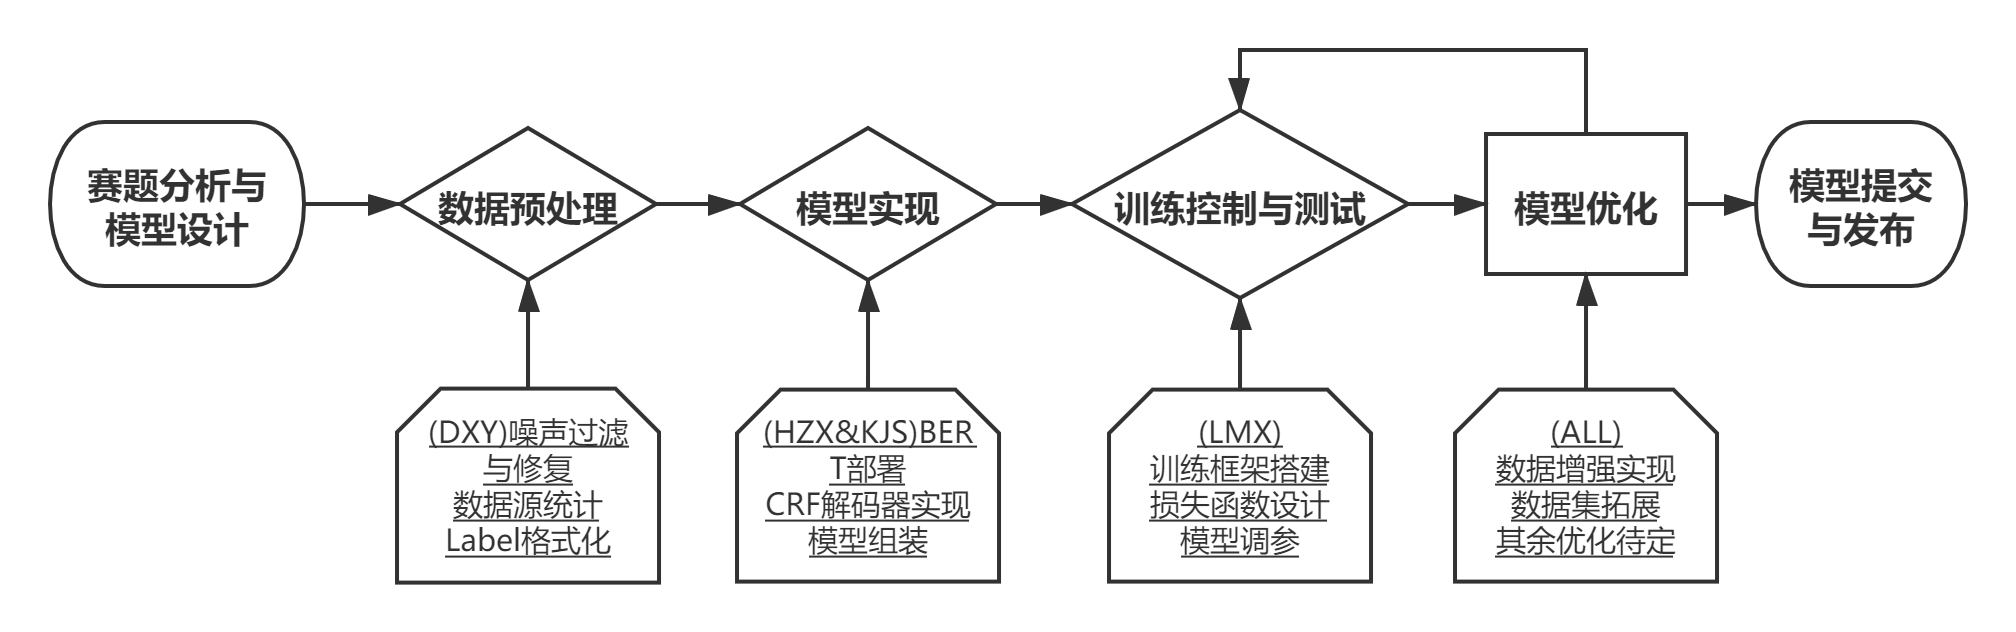 赛题分析与
模型设计
数据预处理
模型实现
训练控制与测试
模型优化
模型提交
与发布
(DXY)噪声过滤
与修复
数据源统计
Label格式化
(HZX&KJS)BER
T部署
CRF解码器实现
模型组装
(LMX)
训练框架搭建
损失函数设计
模型调参
(ALL)
数据增强实现
数据集拓展
其余优化待定